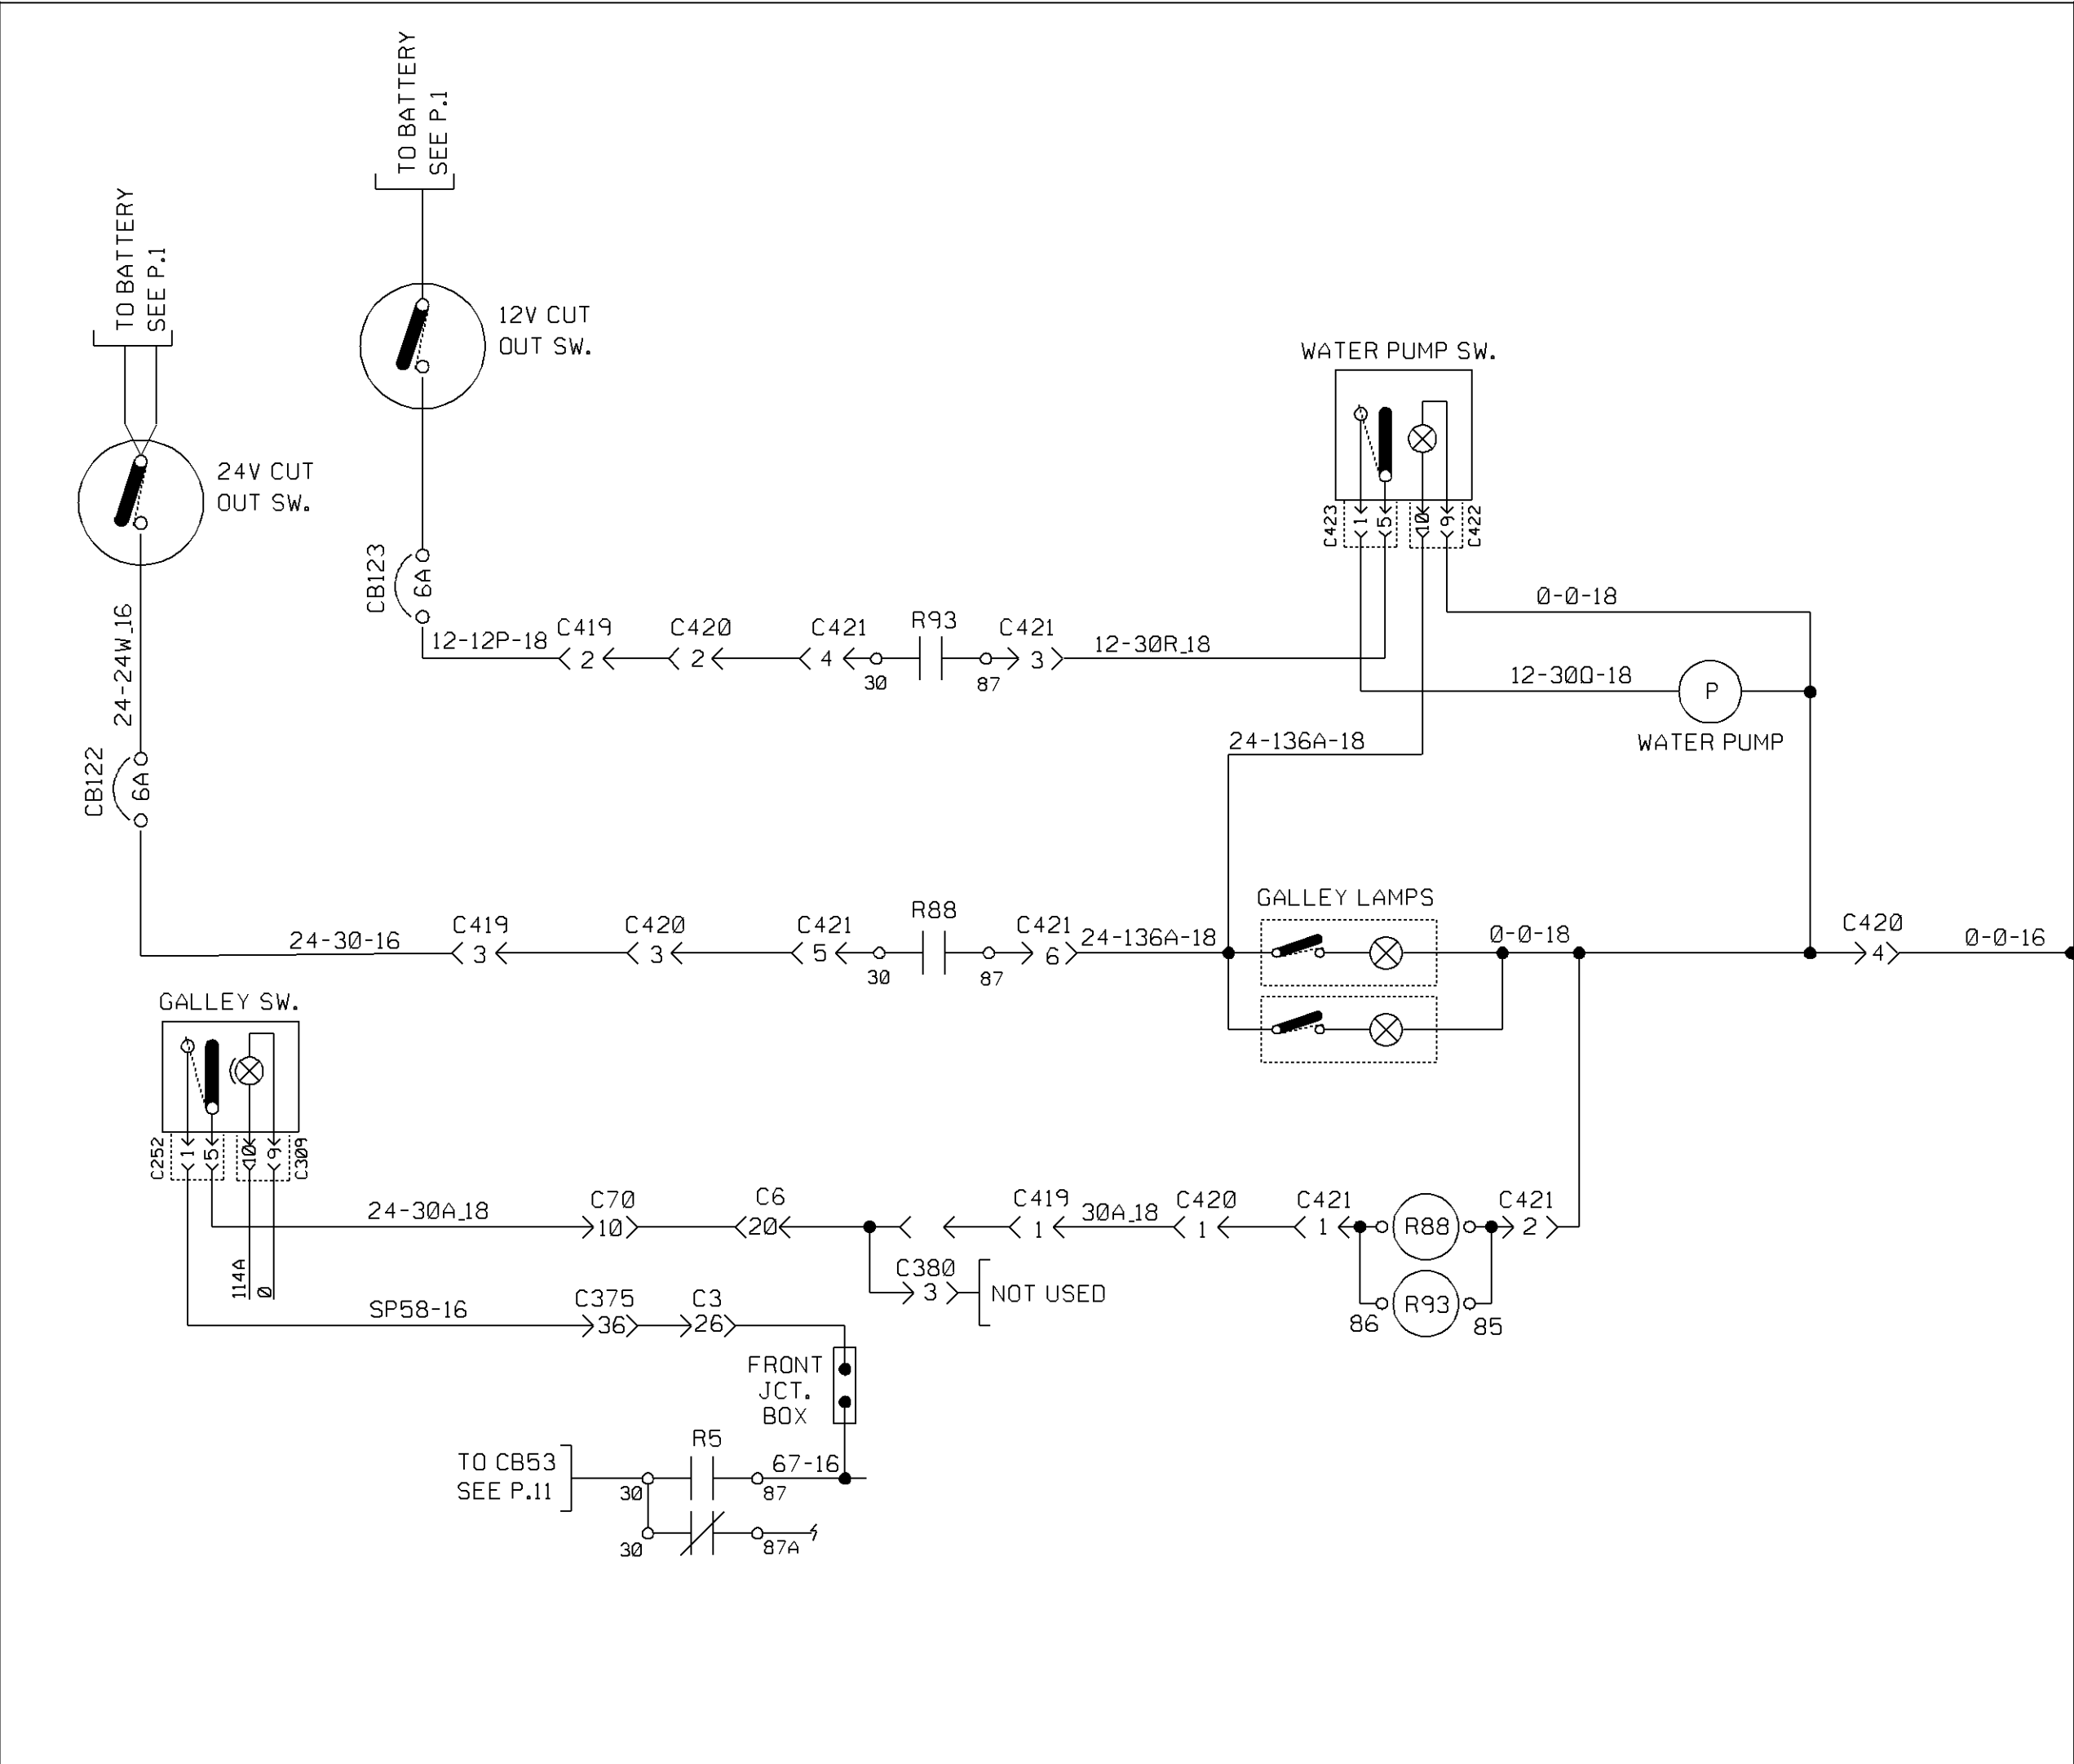 TO BATTERY
SEE P.1
TO BATTERY
SEE P.1
12V CUT
OUT SW.
24V CUT
OUT SW.
WATER PUMP SW.
C423
1
5
10
9
C422
CB123
6A
24-24W_16
12-12P-18
C419
2
C420
2
C421
4
30
R93
87
C421
3
12-30R_18
0-0-18
12-30Q-18
P
WATER PUMP
24-136A-18
CB122
6A
24-30-16
C419
3
C420
3
C421
5
30
R88
87
C421
6
24-136A-18
GALLEY LAMPS
0-0-18
C420
4
0-0-16
GALLEY SW.
C252
1
5
10
9
C309
24-30A_18
114A
0
C70
10
C6
20
C419
1
30A_18
C420
1
C421
1
R88
C421
2
C380
3
NOT USED
R93
86
85
SP58-16
C375
36
C3
26
FRONT
JCT.
BOX
TO CB53
SEE P.11
R5
30
87
67-16
30
87A